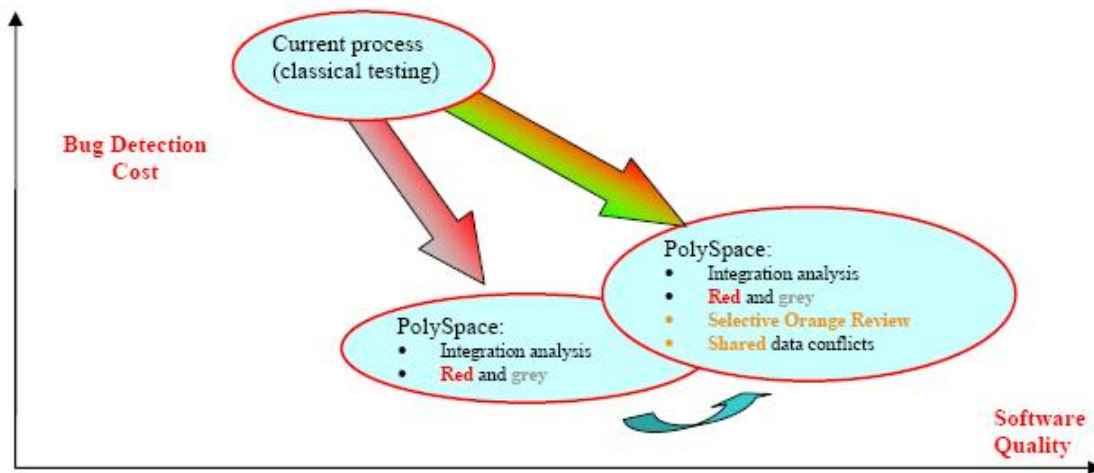 Current process
(classical testing)
Bug Detection
Cost
PolySpace:
• Integration analysis
• Red and grey
• Selective Orange Review
• Shared data conflicts
PolySpace:
• Integration analysis
• Red and grey
Software
Quality